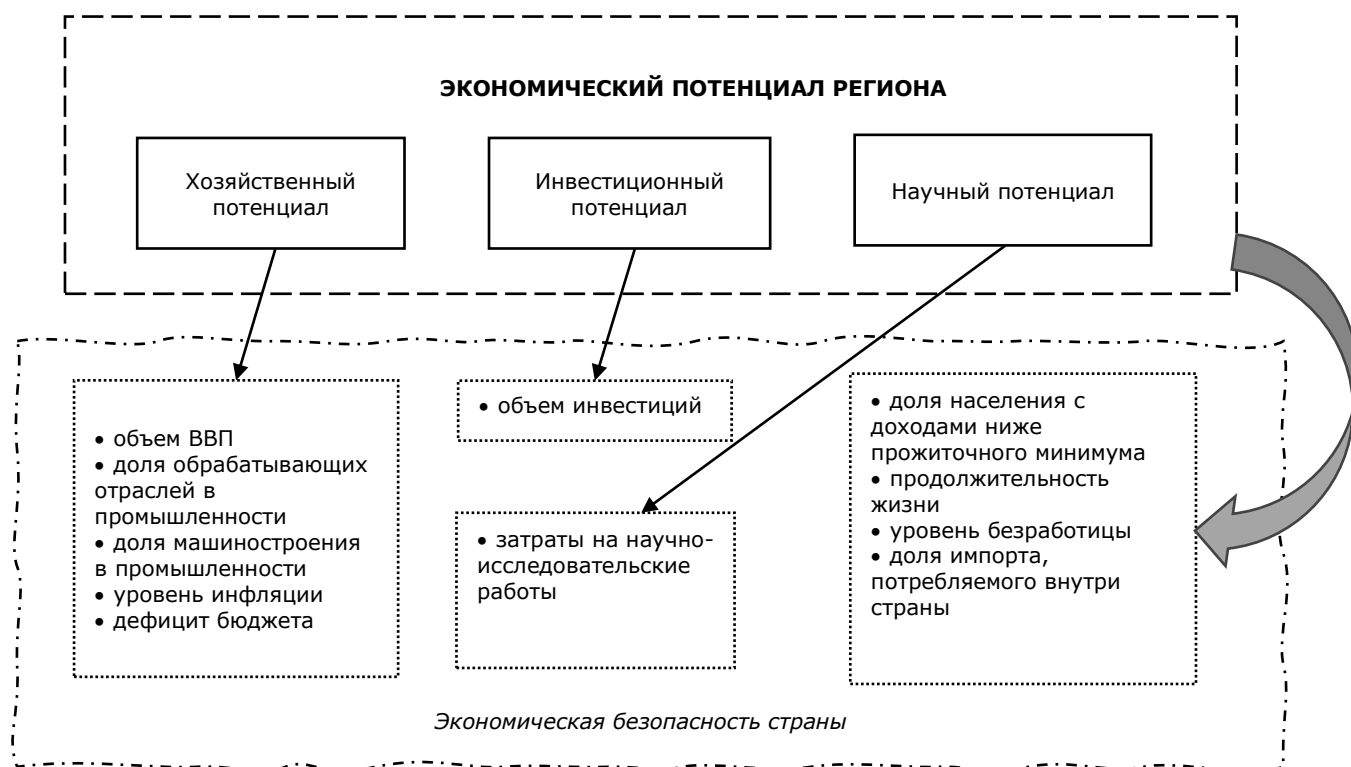 ЭКОНОМИЧЕСКИЙ ПОТЕНЦИАЛ РЕГИОНА
Хозяйственный
потенциал
Инвестиционный
потенциал
Научный потенциал
• объем ВВП
• доля обрабатывающих
отраслей в
промышленности
• доля машиностроения
в промышленности
• уровень инфляции
• дефицит бюджета
• объем инвестиций
• затраты на научно-
исследовательские
работы
• доля населения с
доходами ниже
прожиточного минимума
• продолжительность
жизни
• уровень безработицы
• доля импорта,
потребляемого внутри
страны
Экономическая безопасность страны